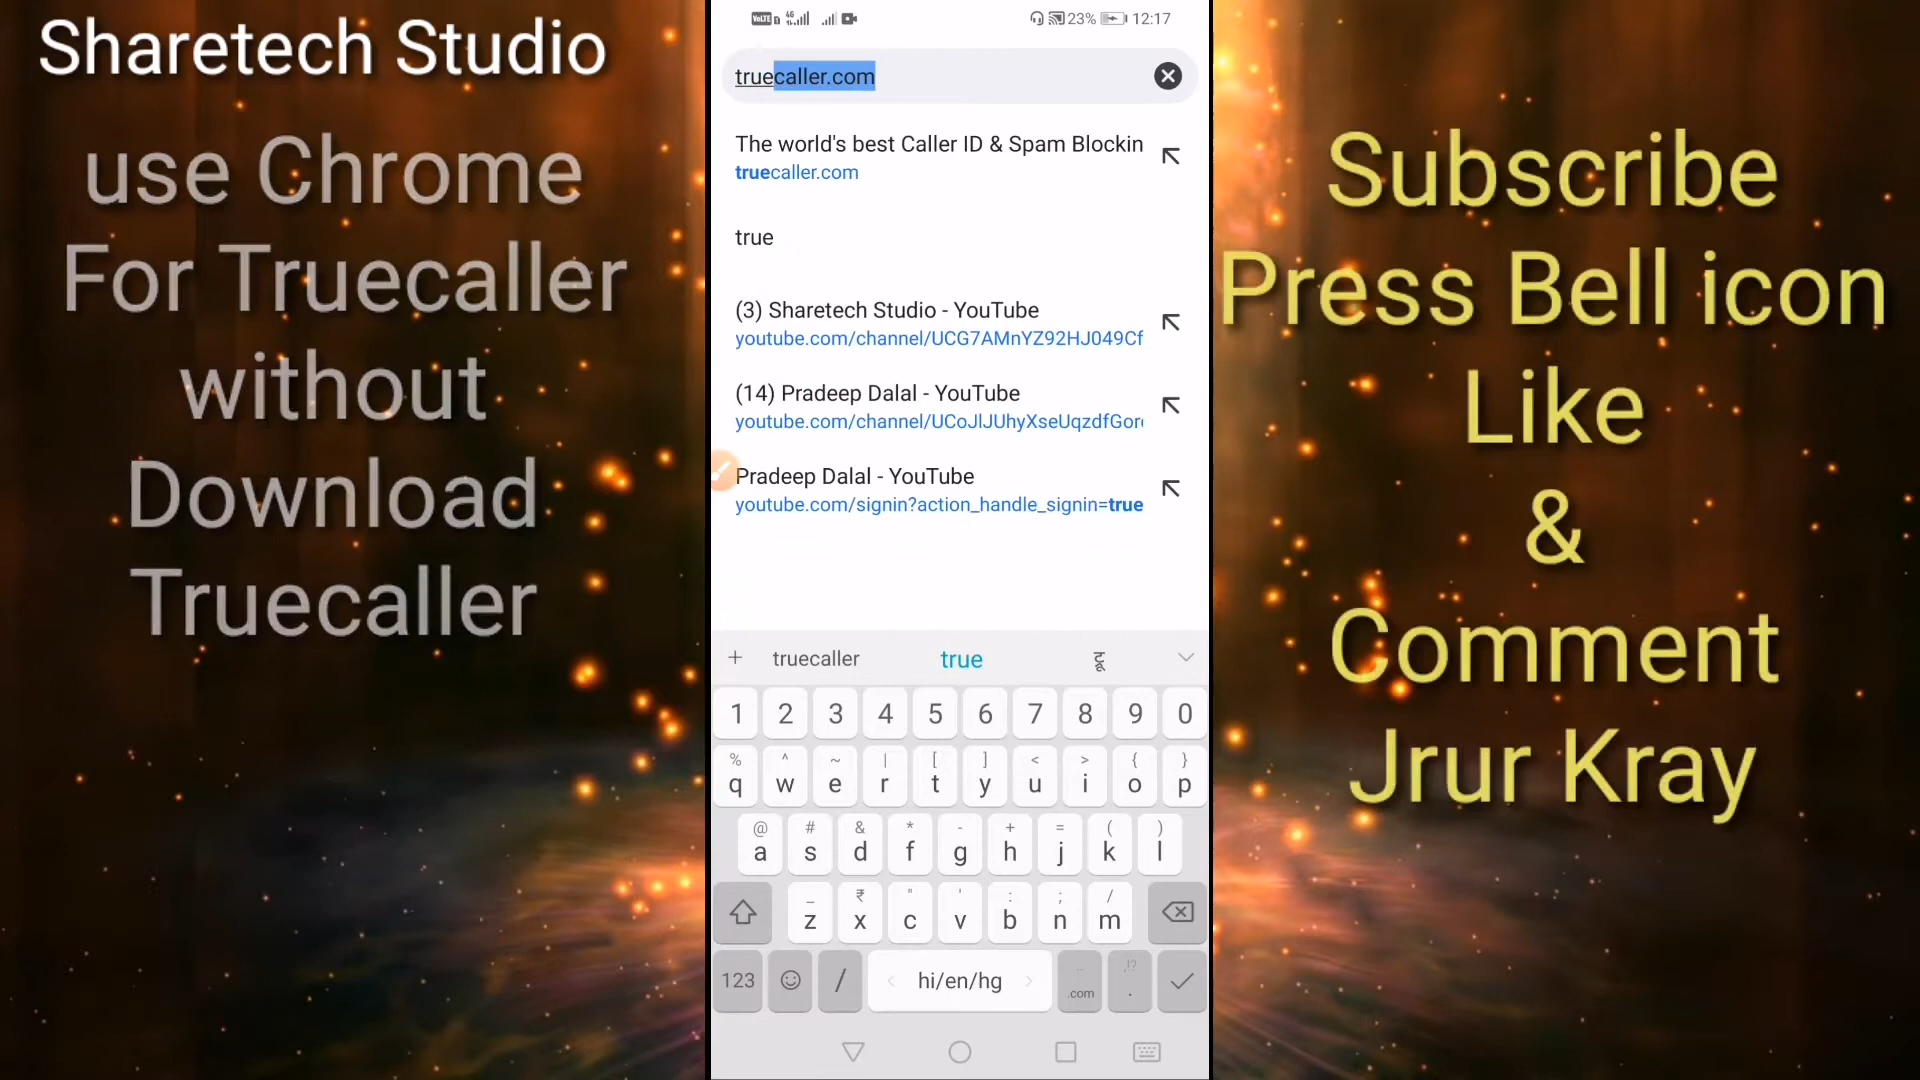 Sharetech Studio
use Chrome
For Truecaller
without
Download
Truecaller
VoLTE 4G 23% 12:17
truecaller.com
The world's best Caller ID & Spam Blockin
truecaller.com
true
(3) Sharetech Studio - YouTube
youtube.com/channel/UCG7AMnYZ92HJ049Cf
(14) Pradeep Dalal - YouTube
youtube.com/channel/UCoJlJUhyXseUqzdfGor
Pradeep Dalal - YouTube
youtube.com/signin?action_handle_signin=true
+ truecaller true
1 2 3 4 5 6 7 8 9 0
% ^ ~ | [ ] < > { }
q w e r t y u i o p
@ # & * - + = ( )
a s d f g h j k l
_ ₹ " ' : ; /
z x c v b n m
123 / hi/en/hg .com !? .
Subscribe
Press Bell icon
Like
&
Comment
Jrur Kray